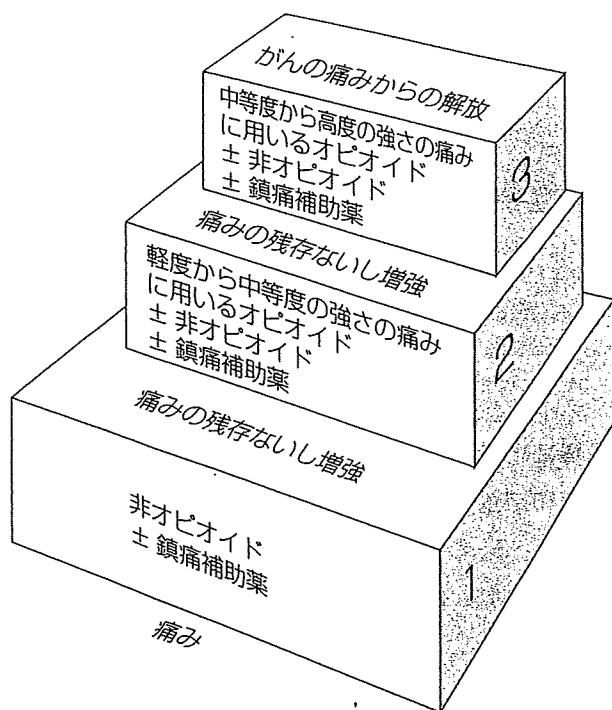 がんの痛みからの解放
中等度から高度の強さの痛み
に用いるオピオイド
± 非オピオイド
± 鎮痛補助薬
3
痛みの残存ないし増強
軽度から中等度の強さの痛み
に用いるオピオイド
± 非オピオイド
± 鎮痛補助薬
2
痛みの残存ないし増強
非オピオイド
± 鎮痛補助薬
1
痛み